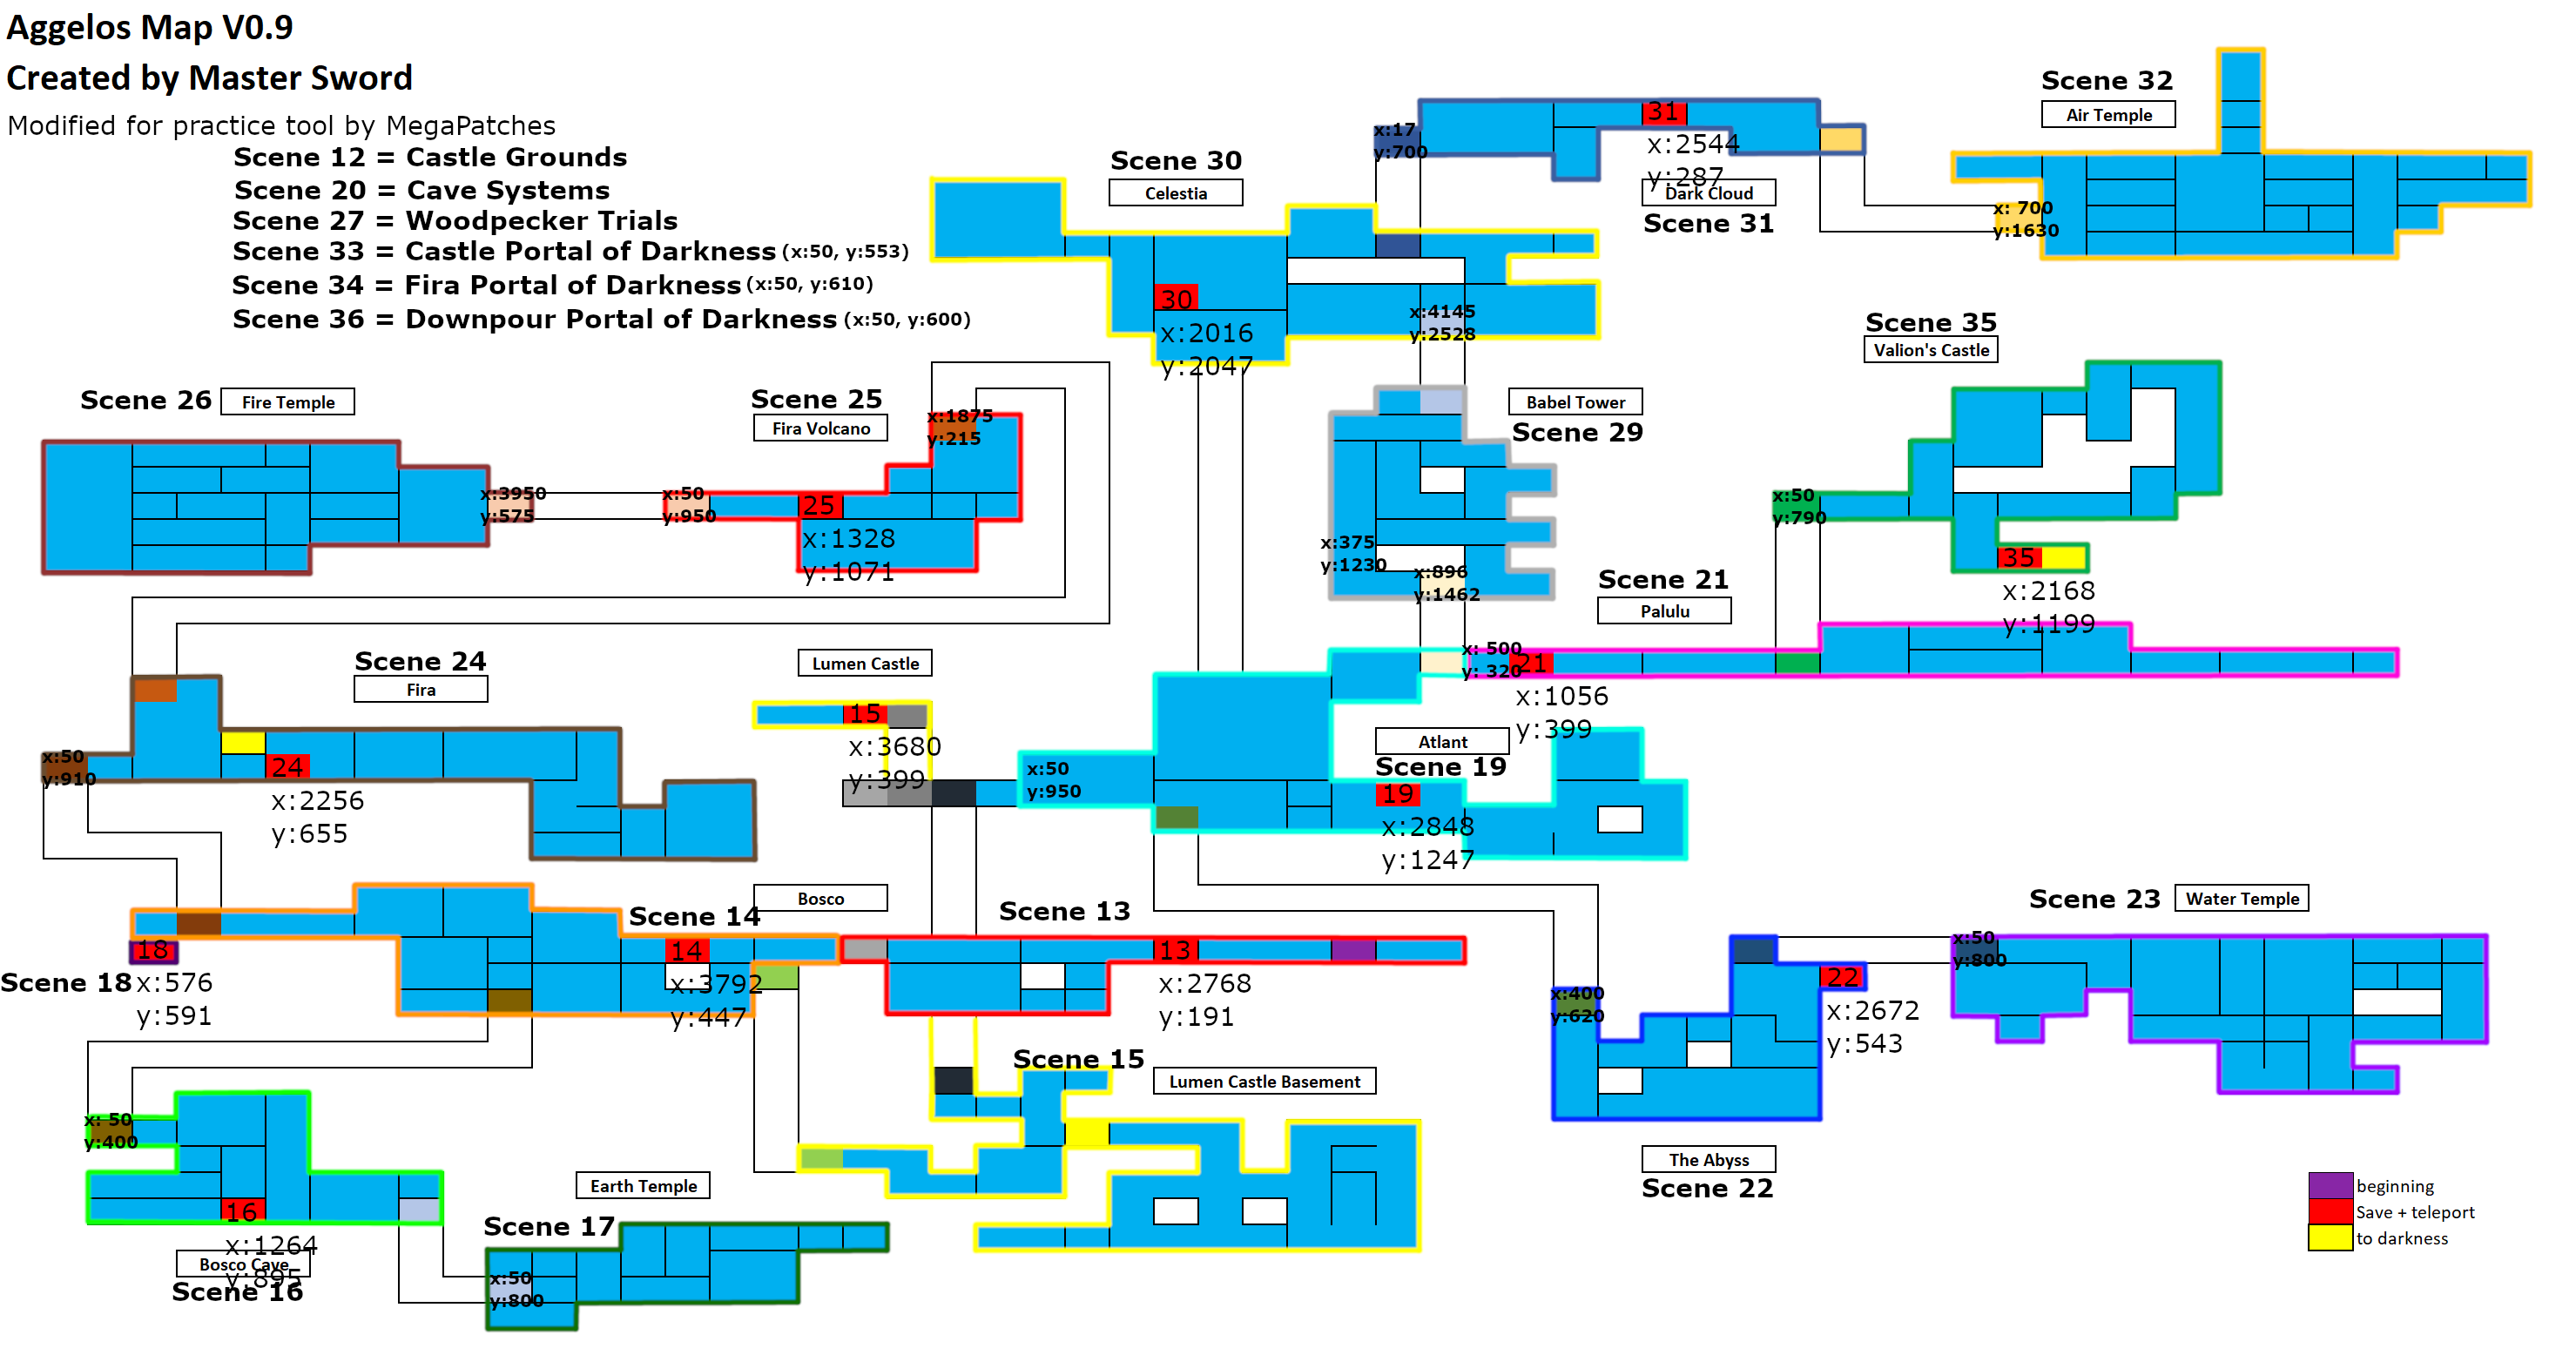 Aggelos Map V0.9
Created by Master Sword
Modified for practice tool by MegaPatches
Scene 12 = Castle Grounds
Scene 20 = Cave Systems
Scene 27 = Woodpecker Trials
Scene 33 = Castle Portal of Darkness (x:50, y:553)
Scene 34 = Fira Portal of Darkness (x:50, y:610)
Scene 36 = Downpour Portal of Darkness (x:50, y:600)
Scene 30
Celestia
30
x:2016
y:2047
x:4145
y:2528
x:17
y:700
31
x:2544
y:287
Dark Cloud
Scene 31
Scene 32
Air Temple
x: 700
y:1630
Scene 35
Valion's Castle
x:50
y:790
35
x:2168
y:1199
Scene 26
Fire Temple
x:3950
y:575
Scene 25
Fira Volcano
x:1875
y:215
x:50
y:950
25
x:1328
y:1071
Babel Tower
Scene 29
x:375
y:1230
x:896
y:1462
Scene 21
Palulu
x: 500
y: 320
21
x:1056
y:399
Scene 24
Fira
x:50
y:910
24
x:2256
y:655
Lumen Castle
15
x:3680
y:399
x:50
y:950
Atlant
Scene 19
19
x:2848
y:1247
Scene 14
Bosco
14
x:3792
y:447
18
Scene 18
x:576
y:591
Scene 13
13
x:2768
y:191
Scene 23
Water Temple
x:50
y:800
x:400
y:620
22
x:2672
y:543
The Abyss
Scene 22
Scene 15
Lumen Castle Basement
x: 50
y:400
16
x:1264
y:895
Bosco Cave
Scene 16
Earth Temple
Scene 17
x:50
y:800
beginning
Save + teleport
to darkness